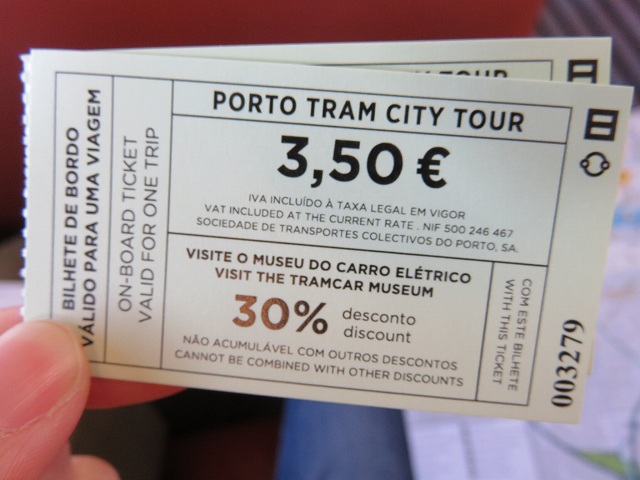 BILHETE DE BORDO
VÁLIDO PARA UMA VIAGEM
ON-BOARD TICKET
VALID FOR ONE TRIP
TOUR
PORTO TRAM CITY TOUR
3,50 €
IVA INCLUÍDO À TAXA LEGAL EM VIGOR
VAT INCLUDED AT THE CURRENT RATE . NIF 500 246 467
SOCIEDADE DE TRANSPORTES COLECTIVOS DO PORTO, SA.
VISITE O MUSEU DO CARRO ELÉTRICO
VISIT THE TRAMCAR MUSEUM
30% desconto
discount
NÃO ACUMULÁVEL COM OUTROS DESCONTOS
CANNOT BE COMBINED WITH OTHER DISCOUNTS
COM ESTE BILHETE
WITH THIS TICKET
003279